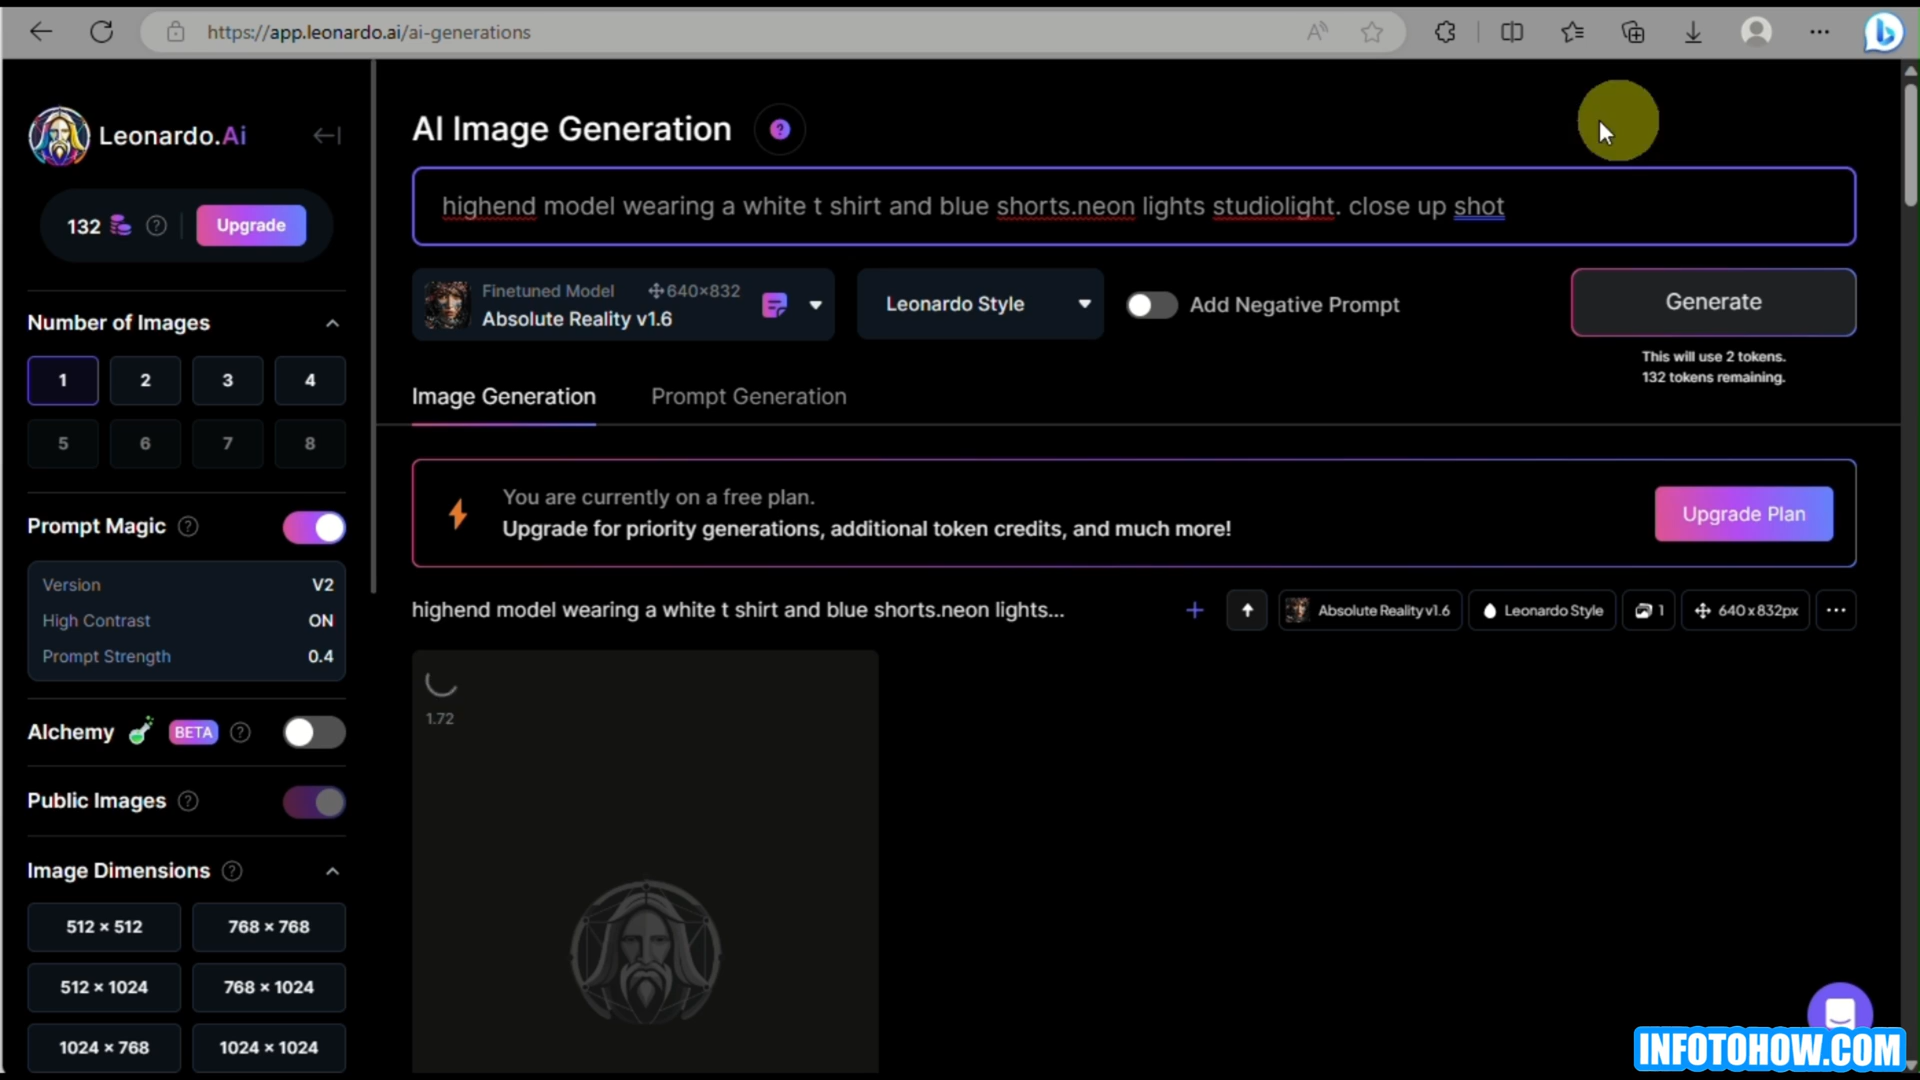 https://app.leonardo.ai/ai-generations
Leonardo.Ai
132
Upgrade
Number of Images
1 2 3 4
5 6 7 8
Prompt Magic
Version V2
High Contrast ON
Prompt Strength 0.4
Alchemy BETA
Public Images
Image Dimensions
512 × 512 768 × 768
512 × 1024 768 × 1024
1024 × 768 1024 × 1024
AI Image Generation
highend model wearing a white t shirt and blue shorts.neon lights studiolight. close up shot
Finetuned Model 640×832
Absolute Reality v1.6
Leonardo Style
Add Negative Prompt
Generate
This will use 2 tokens.
132 tokens remaining.
Image Generation Prompt Generation
You are currently on a free plan.
Upgrade for priority generations, additional token credits, and much more!
Upgrade Plan
highend model wearing a white t shirt and blue shorts.neon lights...
Absolute Reality v1.6 Leonardo Style 1 640 x 832px
1.72
INFOTOHOW.COM